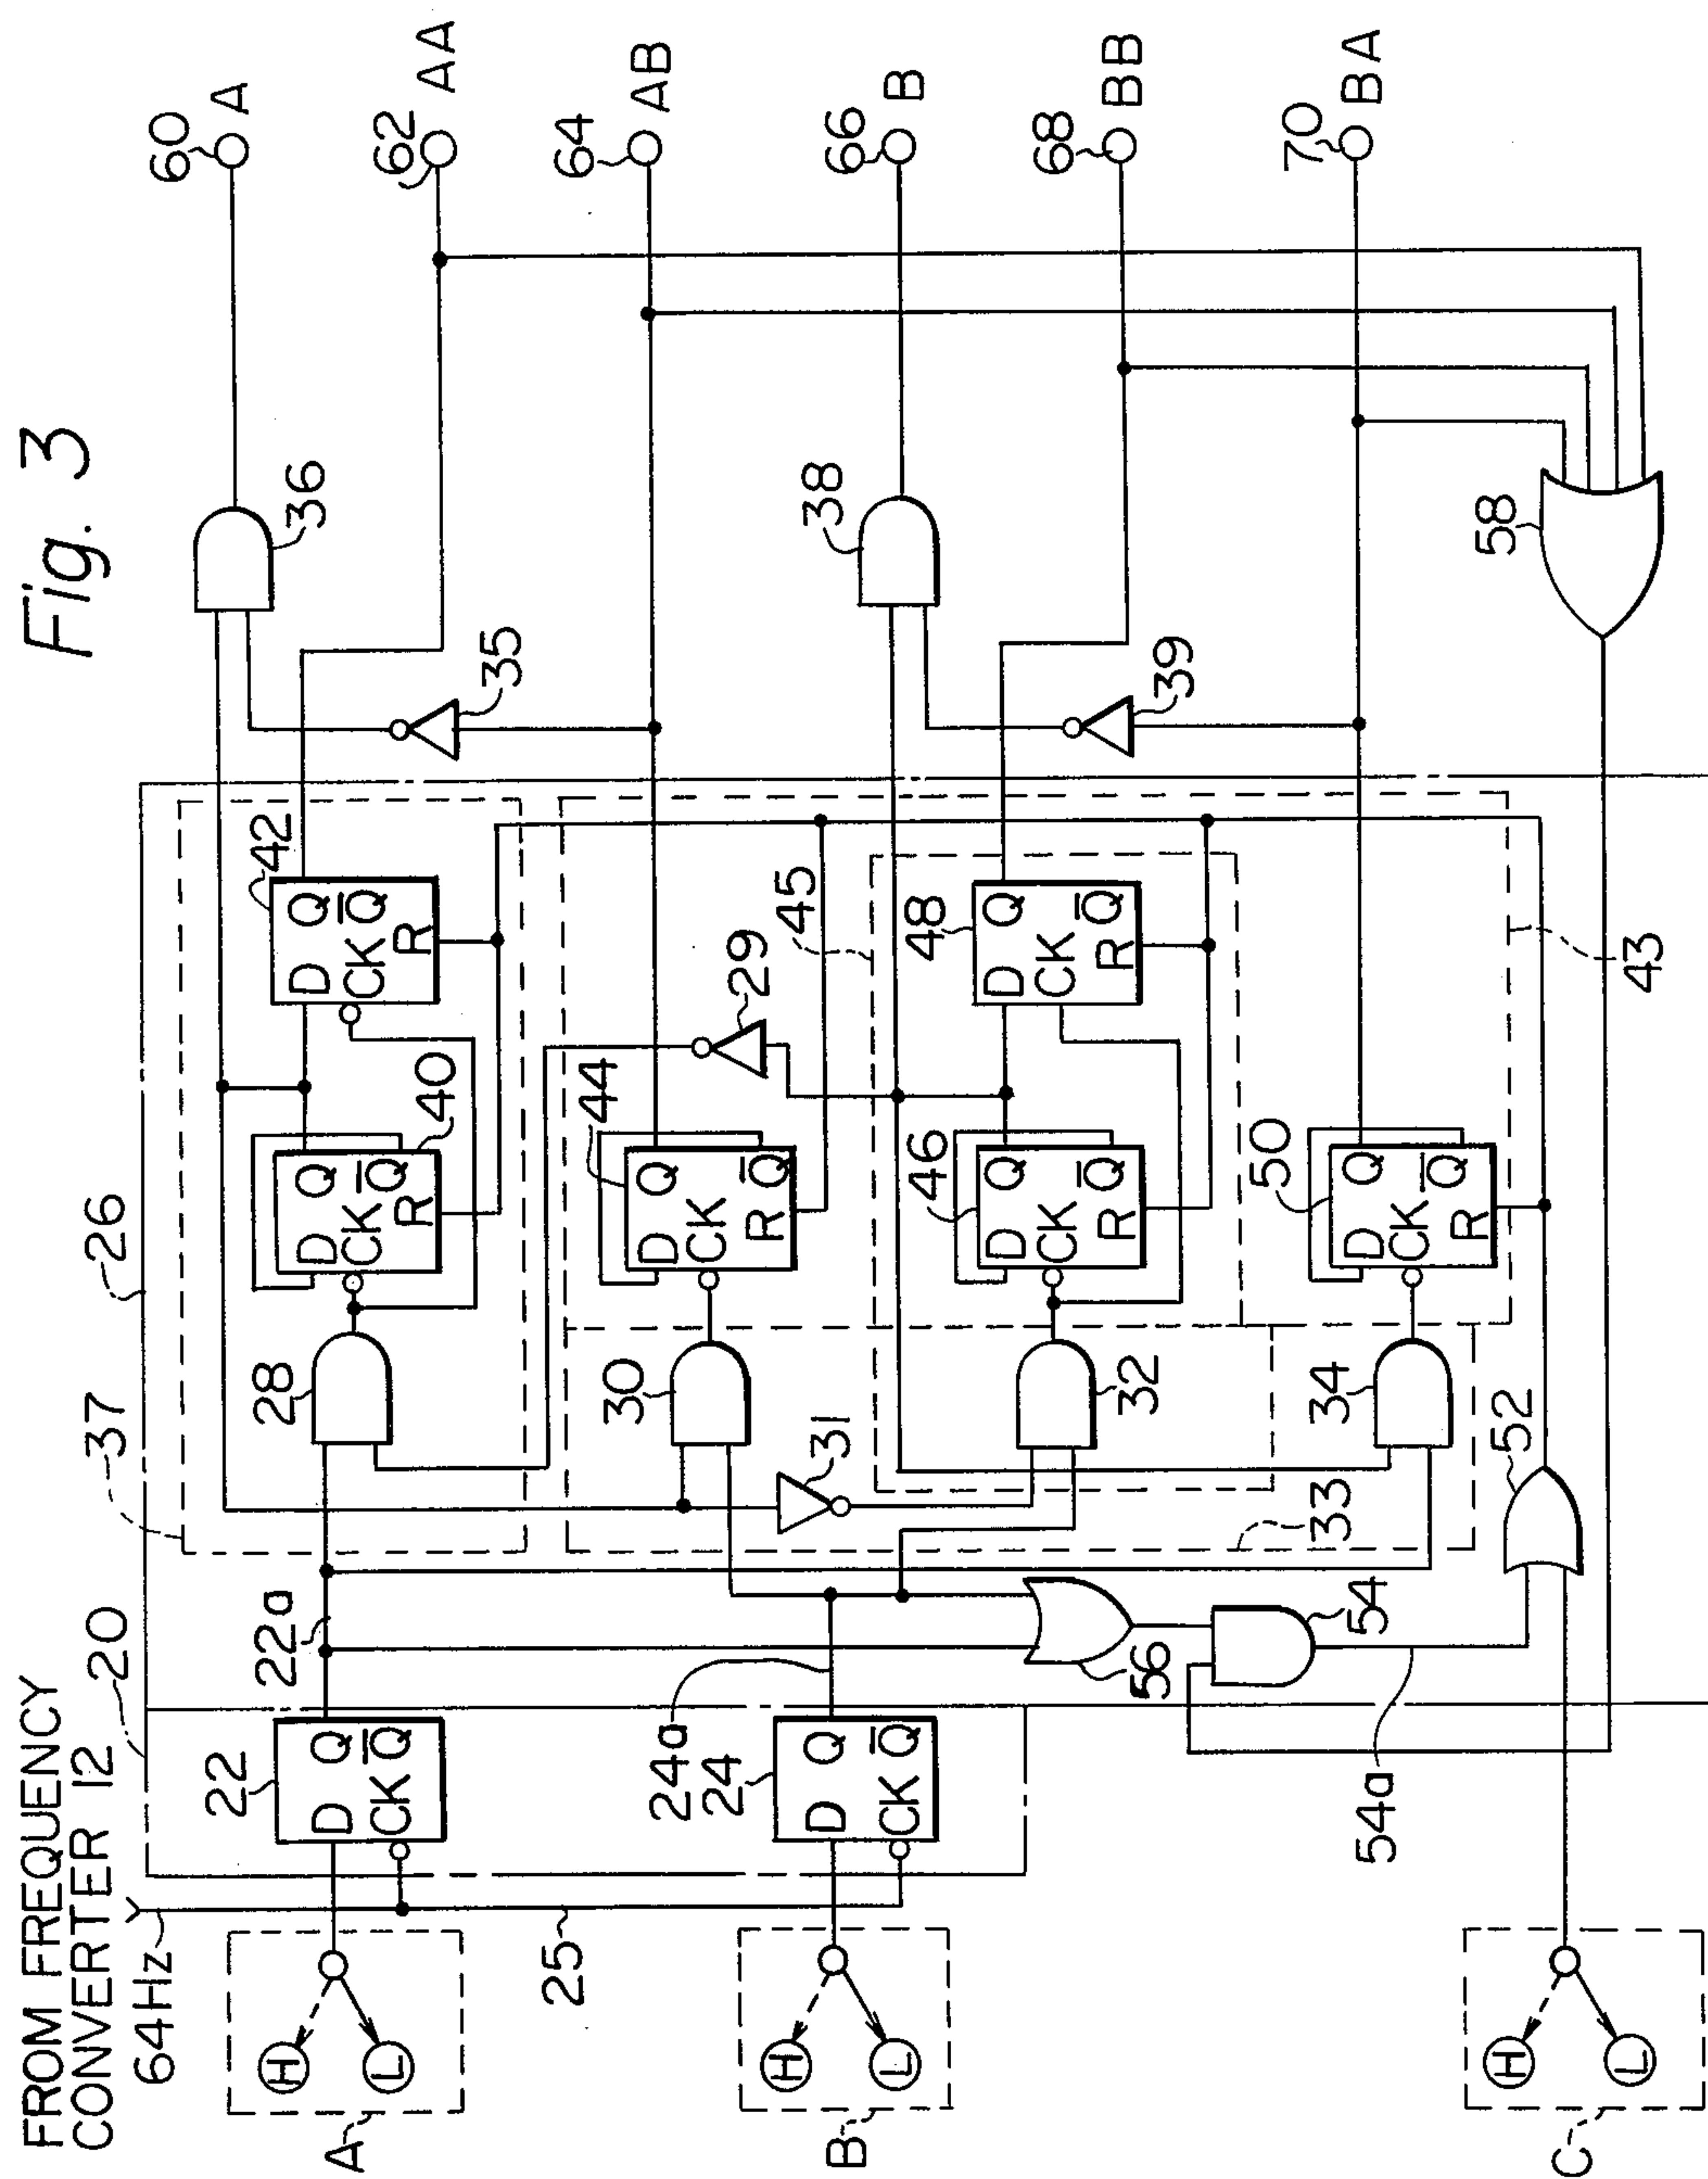 Fig. 3
FROM FREQUENCY
CONVERTER 12
64Hz
20
26
37
A
H
L
25
22
D
Q
CK
Q̅
22a
28
40
D
Q
CK
Q̅
R
42
D
Q
CK
Q̅
R
36
60
A
35
62
AA
30
44
D
Q
CK
Q̅
R
29
45
64
AB
31
B
H
L
24
24a
D
Q
CK
Q̅
32
46
D
Q
CK
Q̅
R
48
D
Q
CK
Q̅
R
38
66
B
39
68
BB
33
34
50
D
Q
CK
Q̅
R
43
70
BA
56
54
54a
52
58
C
H
L